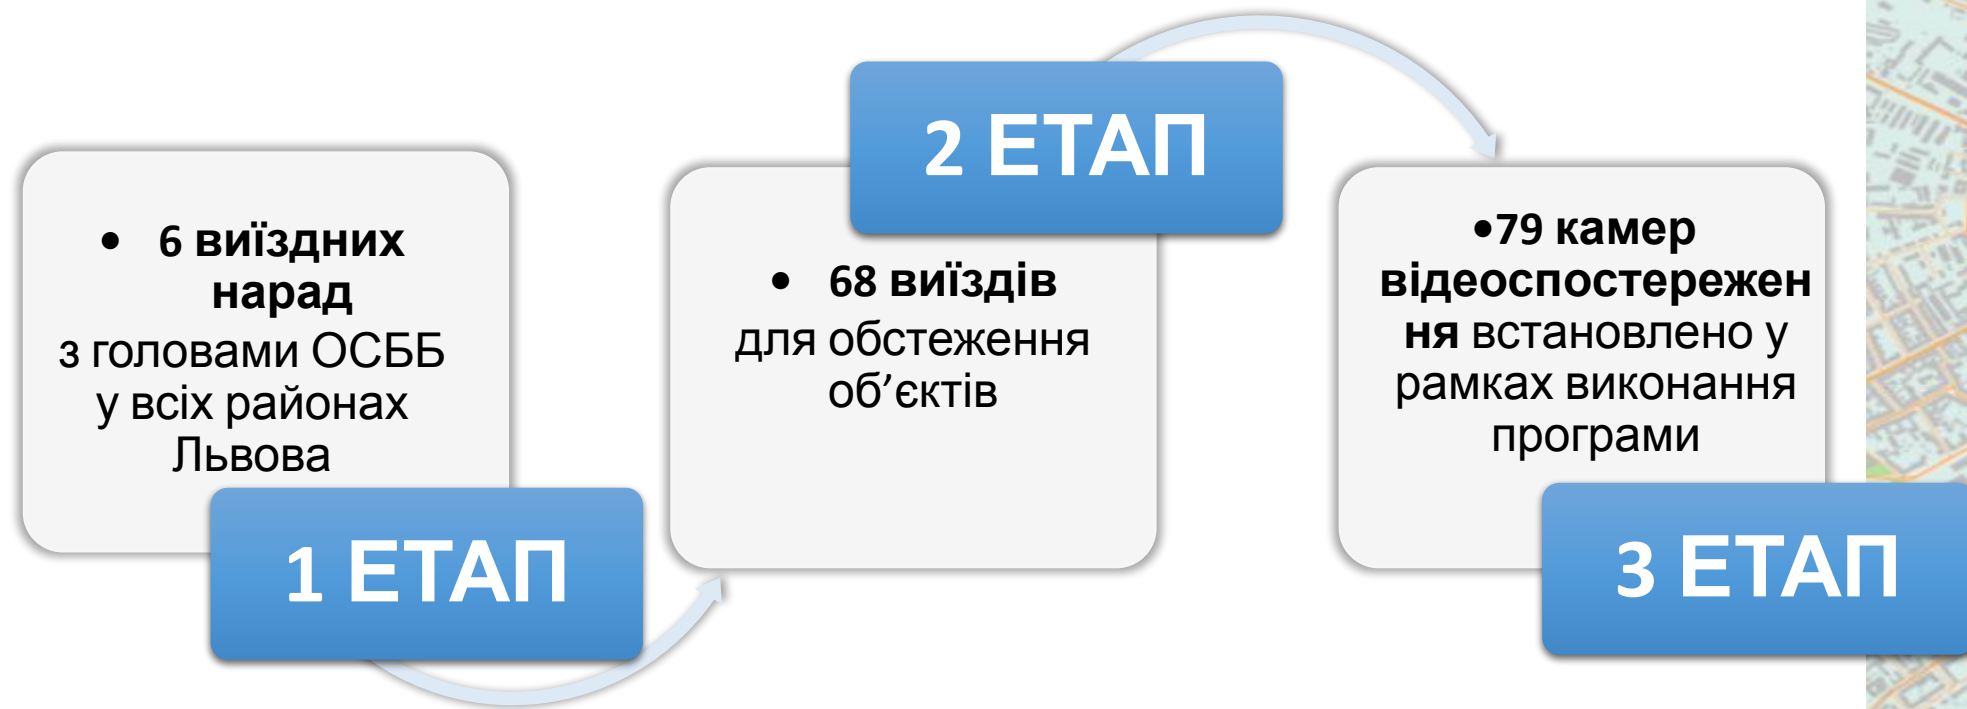 • 6 виїздних
нарад
з головами ОСББ
у всіх районах
Львова
1 ЕТАП
2 ЕТАП
• 68 виїздів
для обстеження
об’єктів
•79 камер
відеоспостережен
ня встановлено у
рамках виконання
програми
3 ЕТАП